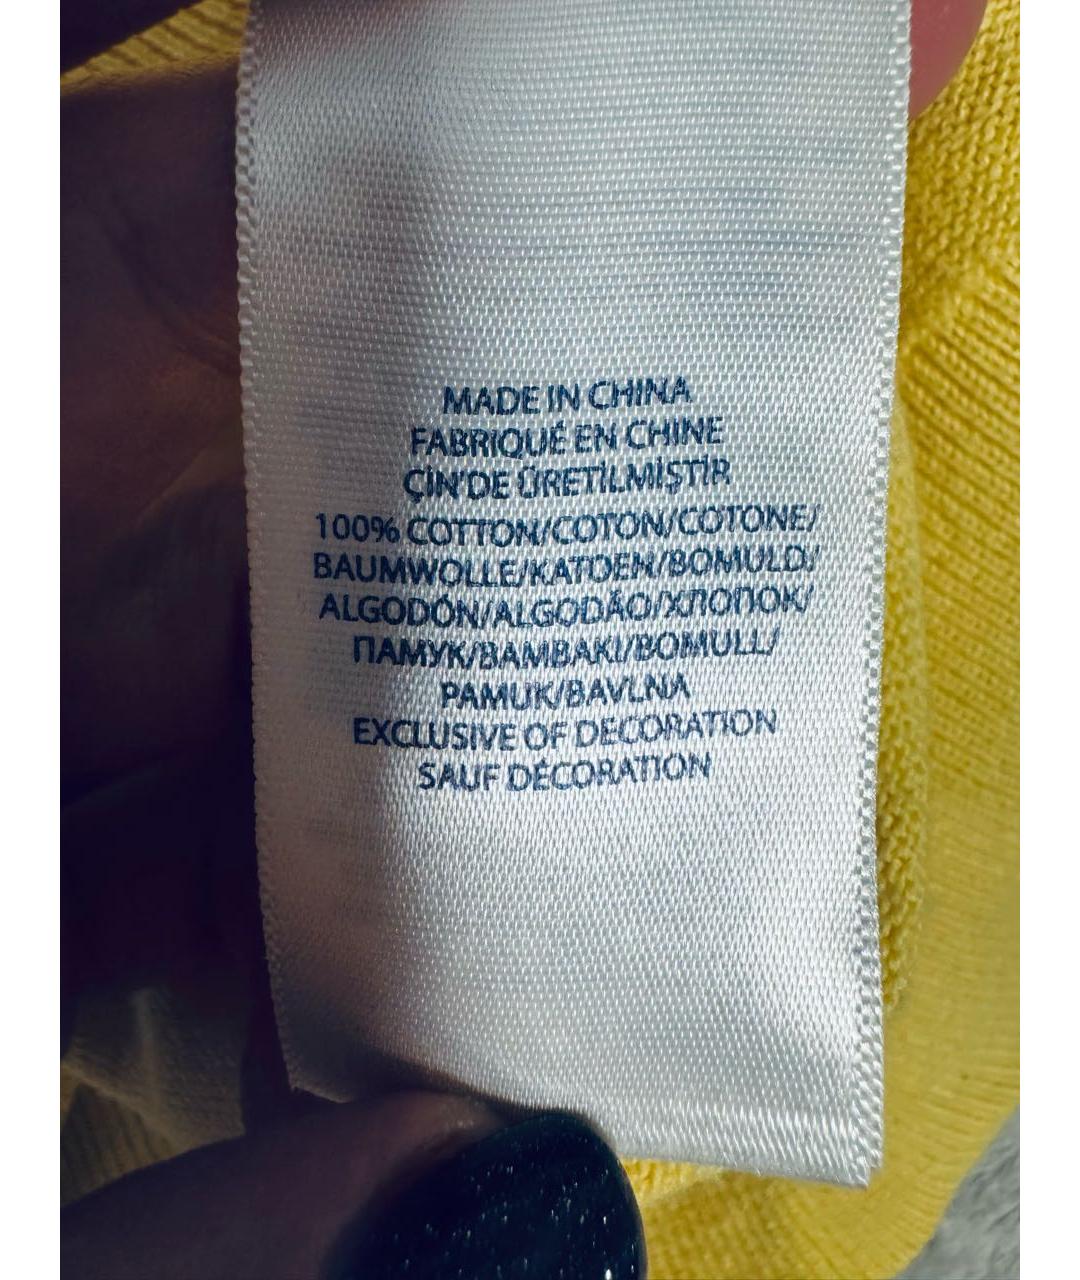 MADE IN CHINA
FABRIQUÉ EN CHINE
ÇİN'DE ÜRETİLMİŞTİR
100% COTTON/COTON/COTONE/
BAUMWOLLE/KATOEN/BOMULD/
ALGODÓN/ALGODÃO/ХЛОПОК/
ПАМУК/BAMBAKI/BOMULL/
PAMUK/BAVLNA
EXCLUSIVE OF DECORATION
SAUF DÉCORATION